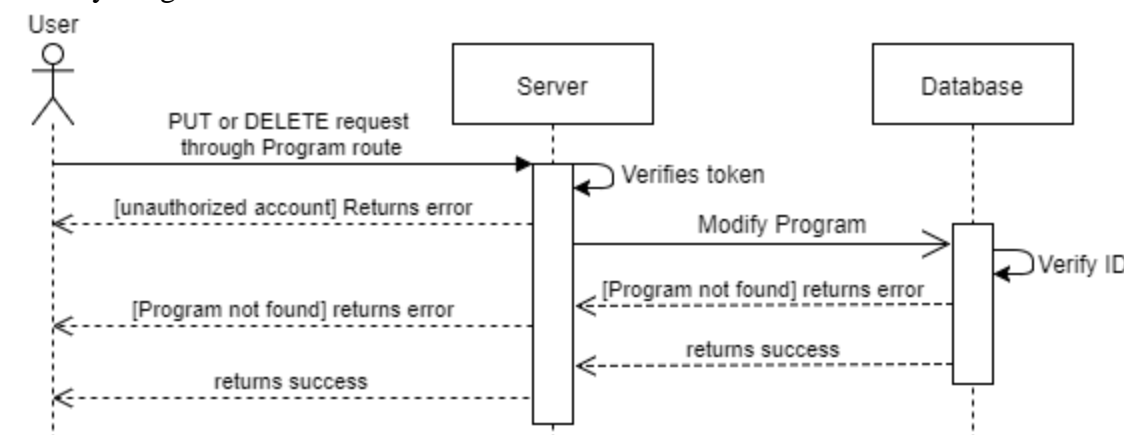 User
Server
Database
PUT or DELETE request
through Program route
Verifies token
[unauthorized account] Returns error
Modify Program
Verify ID
[Program not found] returns error
[Program not found] returns error
returns success
returns success